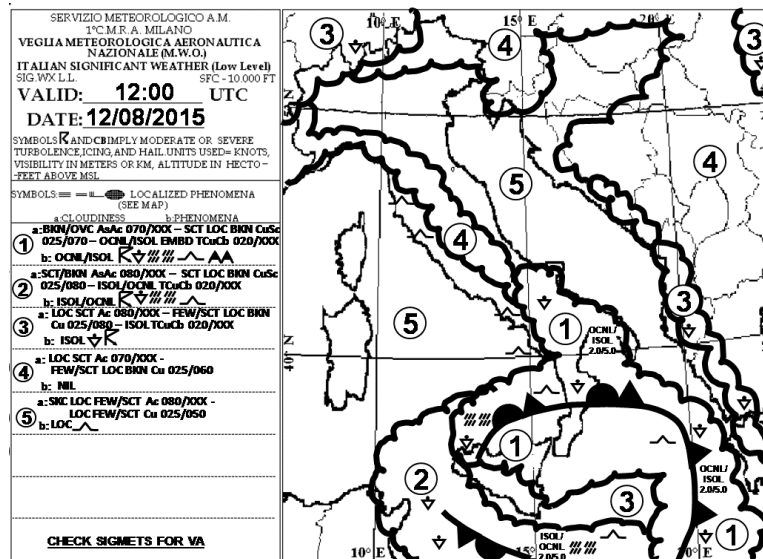 SERVIZIO METEOROLOGICO A.M.
1°C.M.R.A. MILANO
VEGLIA METEOROLOGICA AERONAUTICA
NAZIONALE (M.W.O.)
ITALIAN SIGNIFICANT WEATHER (Low Level)
SIG.WX L.L. SFC - 10.000 FT
VALID: 12:00 UTC
DATE: 12/08/2015
SYMBOLS AND CB IMPLY MODERATE OR SEVERE
TURBOLENCE,ICING, AND HAIL.UNITS USED= KNOTS,
VISIBILITY IN METERS OR KM, ALTITUDE IN HECTO-
-FEET ABOVE MSL
SYMBOLS: LOCALIZED PHENOMENA
(SEE MAP)
a:CLOUDINESS b:PHENOMENA
1 a:BKN/OVC AsAc 070/XXX - SCT LOC BKN CuSc
025/070 - OCNL/ISOL EMBD TCuCb 020/XXX
b: OCNL/ISOL
2 a:SCT/BKN AsAc 080/XXX - SCT LOC BKN CuSc
025/080 - ISOL/OCNL TCuCb 020/XXX
b: ISOL/OCNL
3 a: LOC SCT Ac 080/XXX - FEW/SCT LOC BKN
Cu 025/080 - ISOL TCuCb 020/XXX
b: ISOL
4 a: LOC SCT Ac 070/XXX -
FEW/SCT LOC BKN Cu 025/060
b: NIL
5 a:SKC LOC FEW/SCT Ac 080/XXX -
LOC FEW/SCT Cu 025/050
b: LOC
CHECK SIGMETS FOR VA
10° E
15° E
20° E
3
4
3
4
5
4
3
5
1
OCNL/
ISOL
2.0/5.0
40° N
1
2
3
OCNL/
ISOL
2.0/5.0
1
ISOL/
OCNL
2.0/5.0
10° E
15° E
20° E